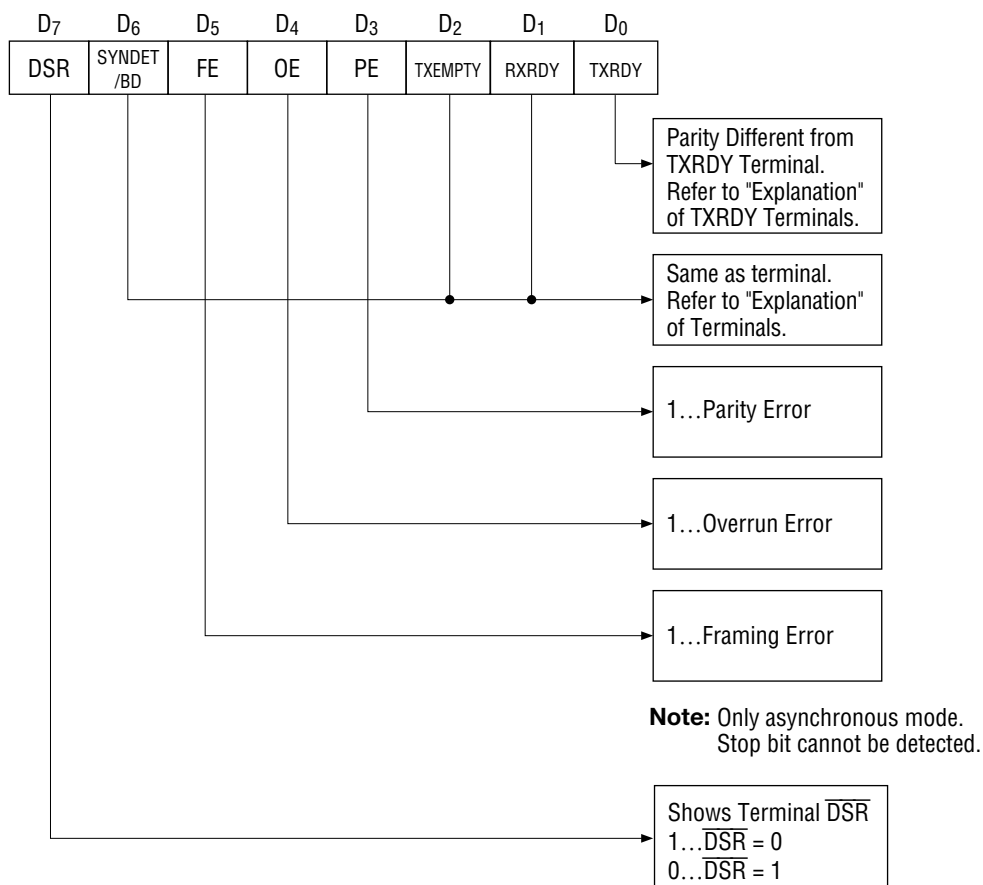 D7 D6 D5 D4 D3 D2 D1 D0
DSR SYNDET/BD FE OE PE TXEMPTY RXRDY TXRDY
Parity Different from
TXRDY Terminal.
Refer to "Explanation"
of TXRDY Terminals.
Same as terminal.
Refer to "Explanation"
of Terminals.
1...Parity Error
1...Overrun Error
1...Framing Error
Note: Only asynchronous mode.
Stop bit cannot be detected.
Shows Terminal D̅S̅R̅
1...D̅S̅R̅ = 0
0...D̅S̅R̅ = 1